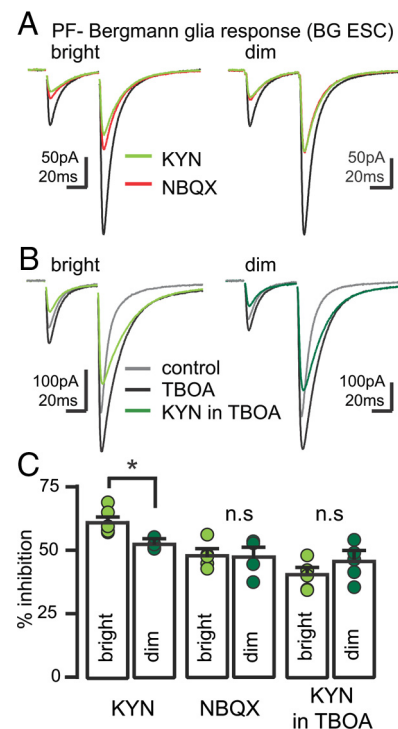 A PF- Bergmann glia response (BG ESC)
bright dim
50pA
20ms
KYN
NBQX
50pA
20ms
B bright dim
100pA
20ms
control
TBOA
KYN in TBOA
100pA
20ms
C
% inhibition
75
50
25
0
*
n.s
n.s
bright dim bright dim bright dim
KYN NBQX KYN
in TBOA